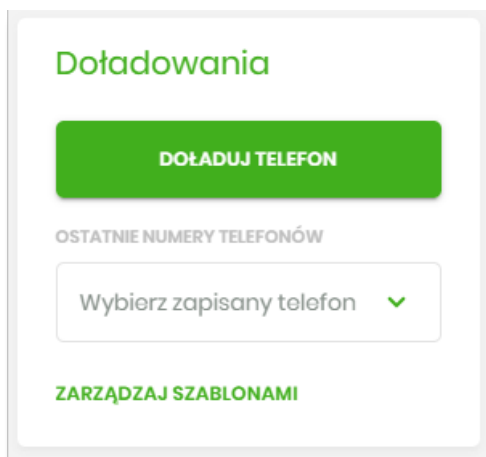 Doładowania
DOŁADUJ TELEFON
OSTATNIE NUMERY TELEFONÓW
Wybierz zapisany telefon
ZARZĄDZAJ SZABLONAMI